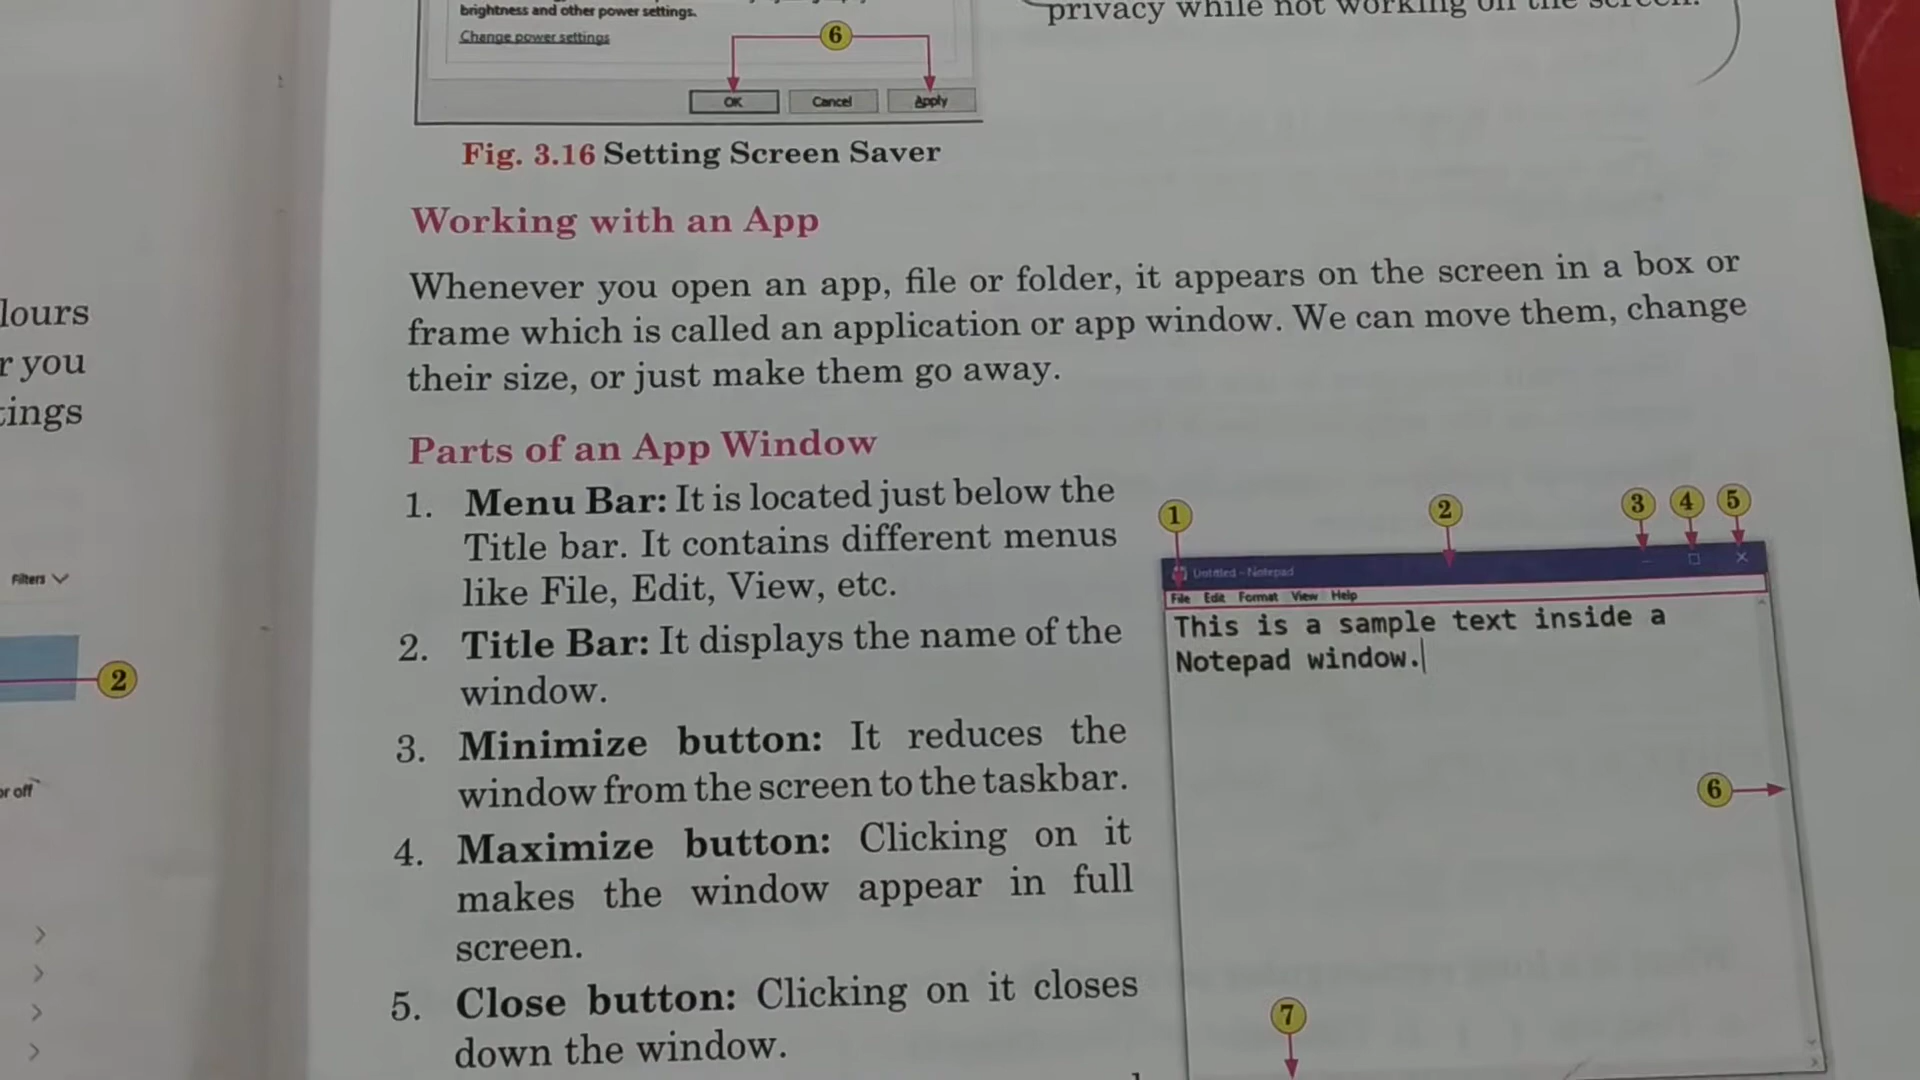 lours
r you
tings
Filters
2
or off
brightness and other power settings.
Change power settings
6
OK Cancel Apply
privacy while not working on the screen.
Fig. 3.16 Setting Screen Saver
Working with an App
Whenever you open an app, file or folder, it appears on the screen in a box or
frame which is called an application or app window. We can move them, change
their size, or just make them go away.
Parts of an App Window
1. Menu Bar: It is located just below the
Title bar. It contains different menus
like File, Edit, View, etc.
2. Title Bar: It displays the name of the
window.
3. Minimize button: It reduces the
window from the screen to the taskbar.
4. Maximize button: Clicking on it
makes the window appear in full
screen.
5. Close button: Clicking on it closes
down the window.
1 2 3 4 5
Untitled - Notepad
File Edit Format View Help
This is a sample text inside a
Notepad window.
6
7